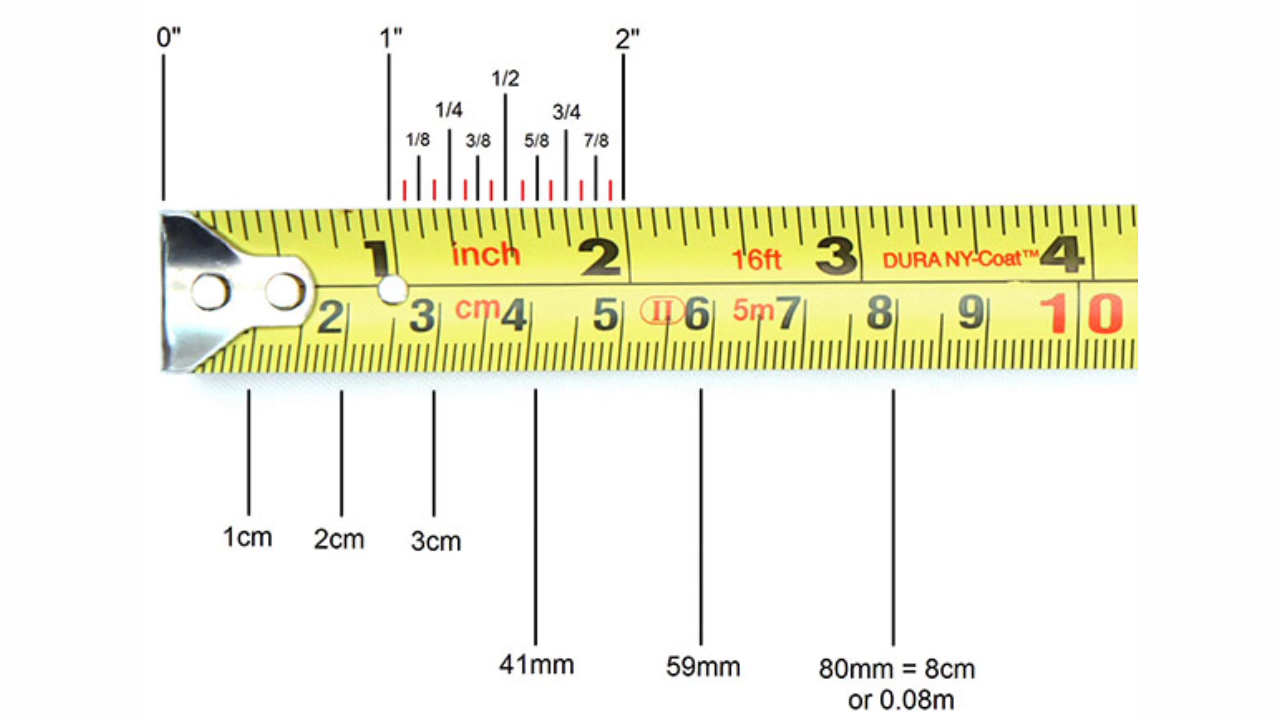 0" 1" 2"
1/2
1/4 3/4
1/8 3/8 5/8 7/8
1 inch 2 16ft 3 DURA NY-Coat™ 4
2 3 cm 4 5 II 6 5m 7 8 9 10
1cm 2cm 3cm
41mm 59mm 80mm = 8cm
or 0.08m